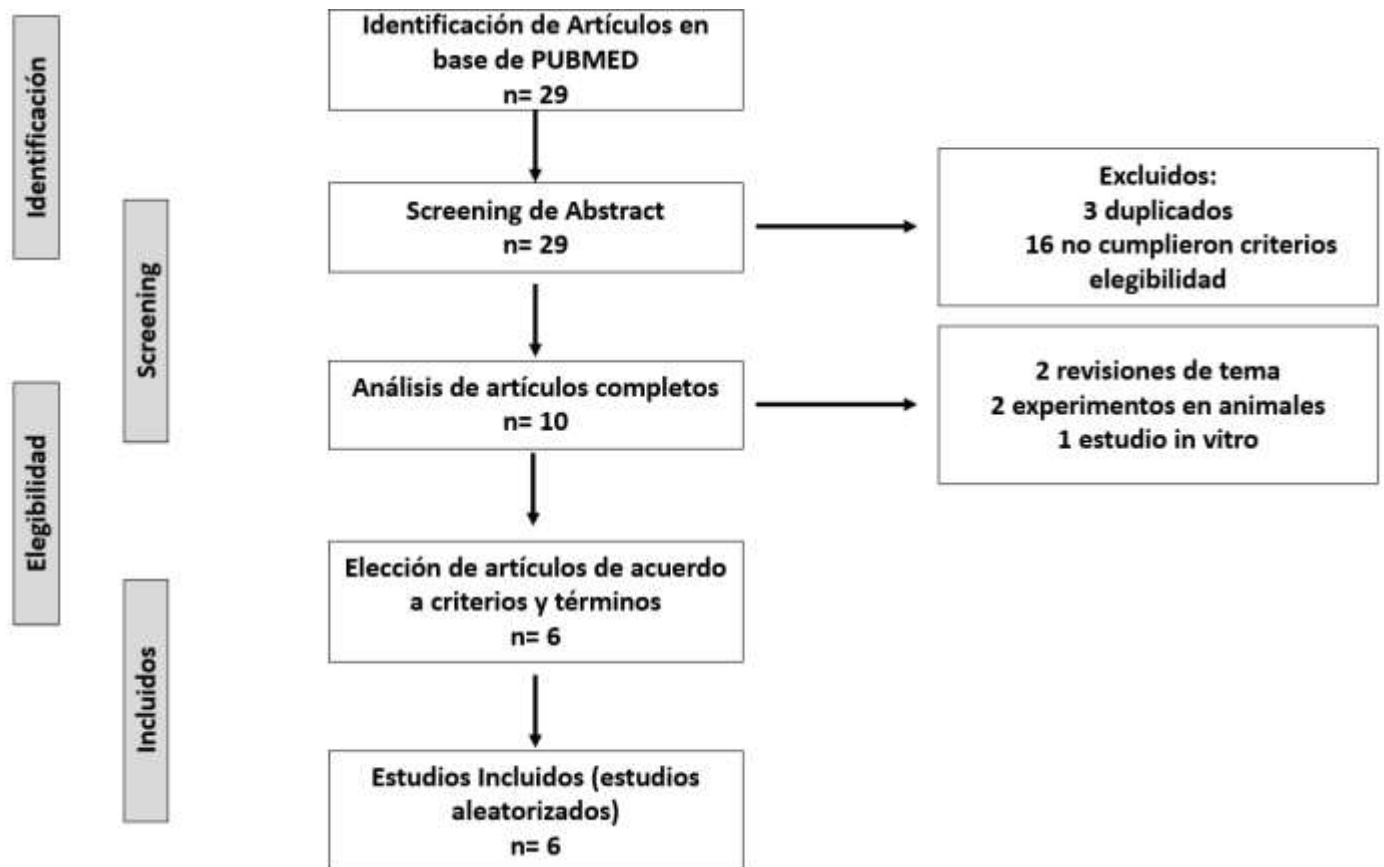 Identificación
Screening
Elegibilidad
Incluidos
Identificación de Artículos en
base de PUBMED
n= 29
Screening de Abstract
n= 29
Excluidos:
3 duplicados
16 no cumplieron criterios
elegibilidad
Análisis de artículos completos
n= 10
2 revisiones de tema
2 experimentos en animales
1 estudio in vitro
Elección de artículos de acuerdo
a criterios y términos
n= 6
Estudios Incluidos (estudios
aleatorizados)
n= 6